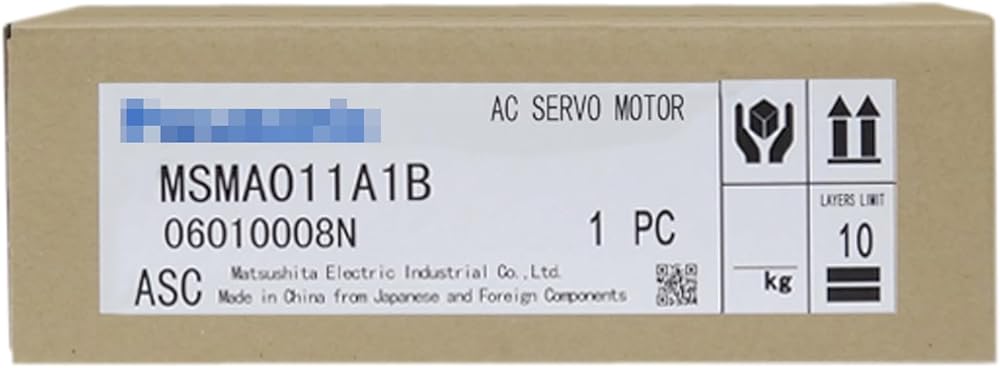 AC SERVO MOTOR
MSMA011A1B
06010008N
1 PC
ASC
Matsushita Electric Industrial Co.,Ltd.
Made in China from Japanese and Foreign Components
kg
LAYERS LIMIT
10